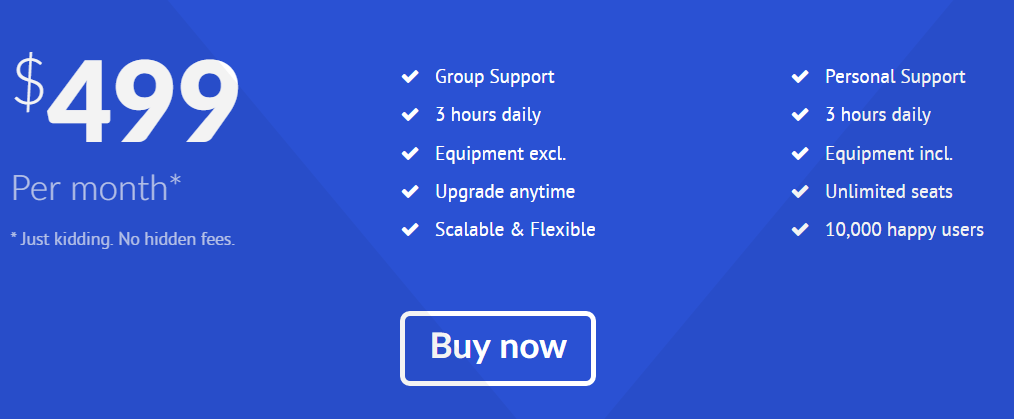 $499
Per month*
* Just kidding. No hidden fees.
Group Support
3 hours daily
Equipment excl.
Upgrade anytime
Scalable & Flexible
Personal Support
3 hours daily
Equipment incl.
Unlimited seats
10,000 happy users
Buy now